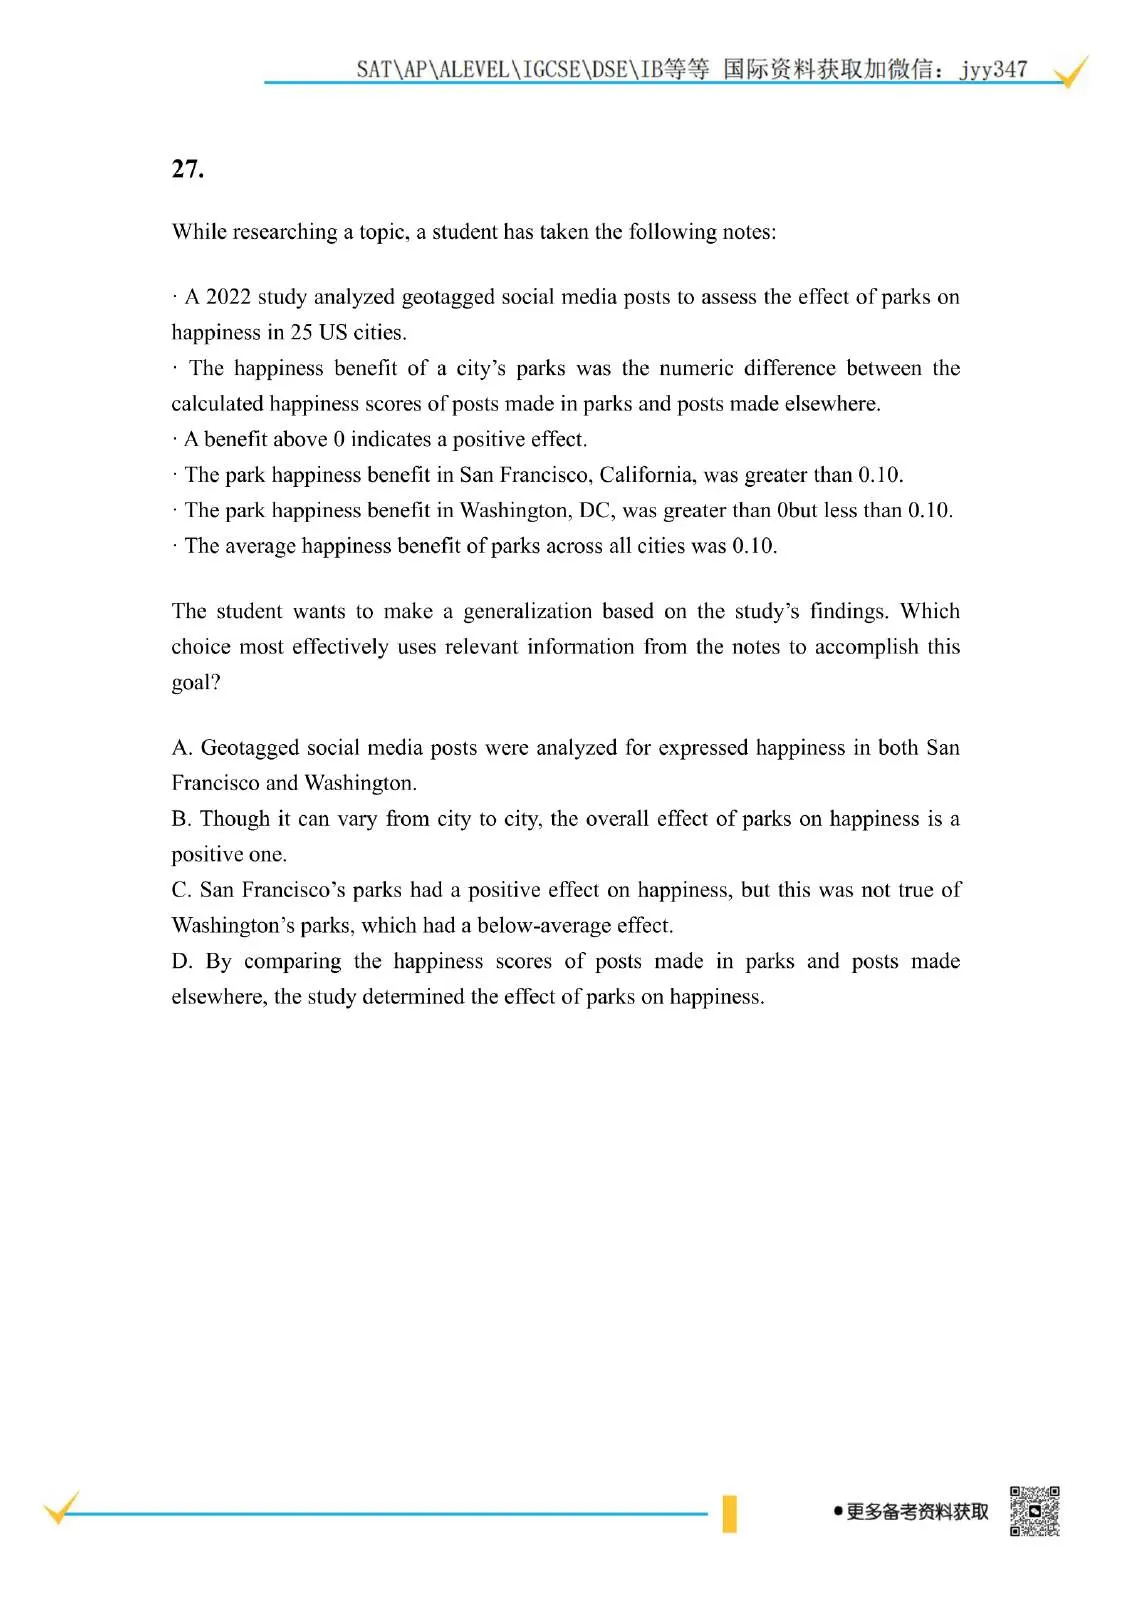 SAT\AP\ALEVEL\IGCSE\DSE\IB等等 国际资料获取加微信：jyy347
27.
While researching a topic, a student has taken the following notes:
· A 2022 study analyzed geotagged social media posts to assess the effect of parks on
happiness in 25 US cities.
· The happiness benefit of a city’s parks was the numeric difference between the
calculated happiness scores of posts made in parks and posts made elsewhere.
· A benefit above 0 indicates a positive effect.
· The park happiness benefit in San Francisco, California, was greater than 0.10.
· The park happiness benefit in Washington, DC, was greater than 0but less than 0.10.
· The average happiness benefit of parks across all cities was 0.10.
The student wants to make a generalization based on the study’s findings. Which
choice most effectively uses relevant information from the notes to accomplish this
goal?
A. Geotagged social media posts were analyzed for expressed happiness in both San
Francisco and Washington.
B. Though it can vary from city to city, the overall effect of parks on happiness is a
positive one.
C. San Francisco’s parks had a positive effect on happiness, but this was not true of
Washington’s parks, which had a below-average effect.
D. By comparing the happiness scores of posts made in parks and posts made
elsewhere, the study determined the effect of parks on happiness.
•更多备考资料获取